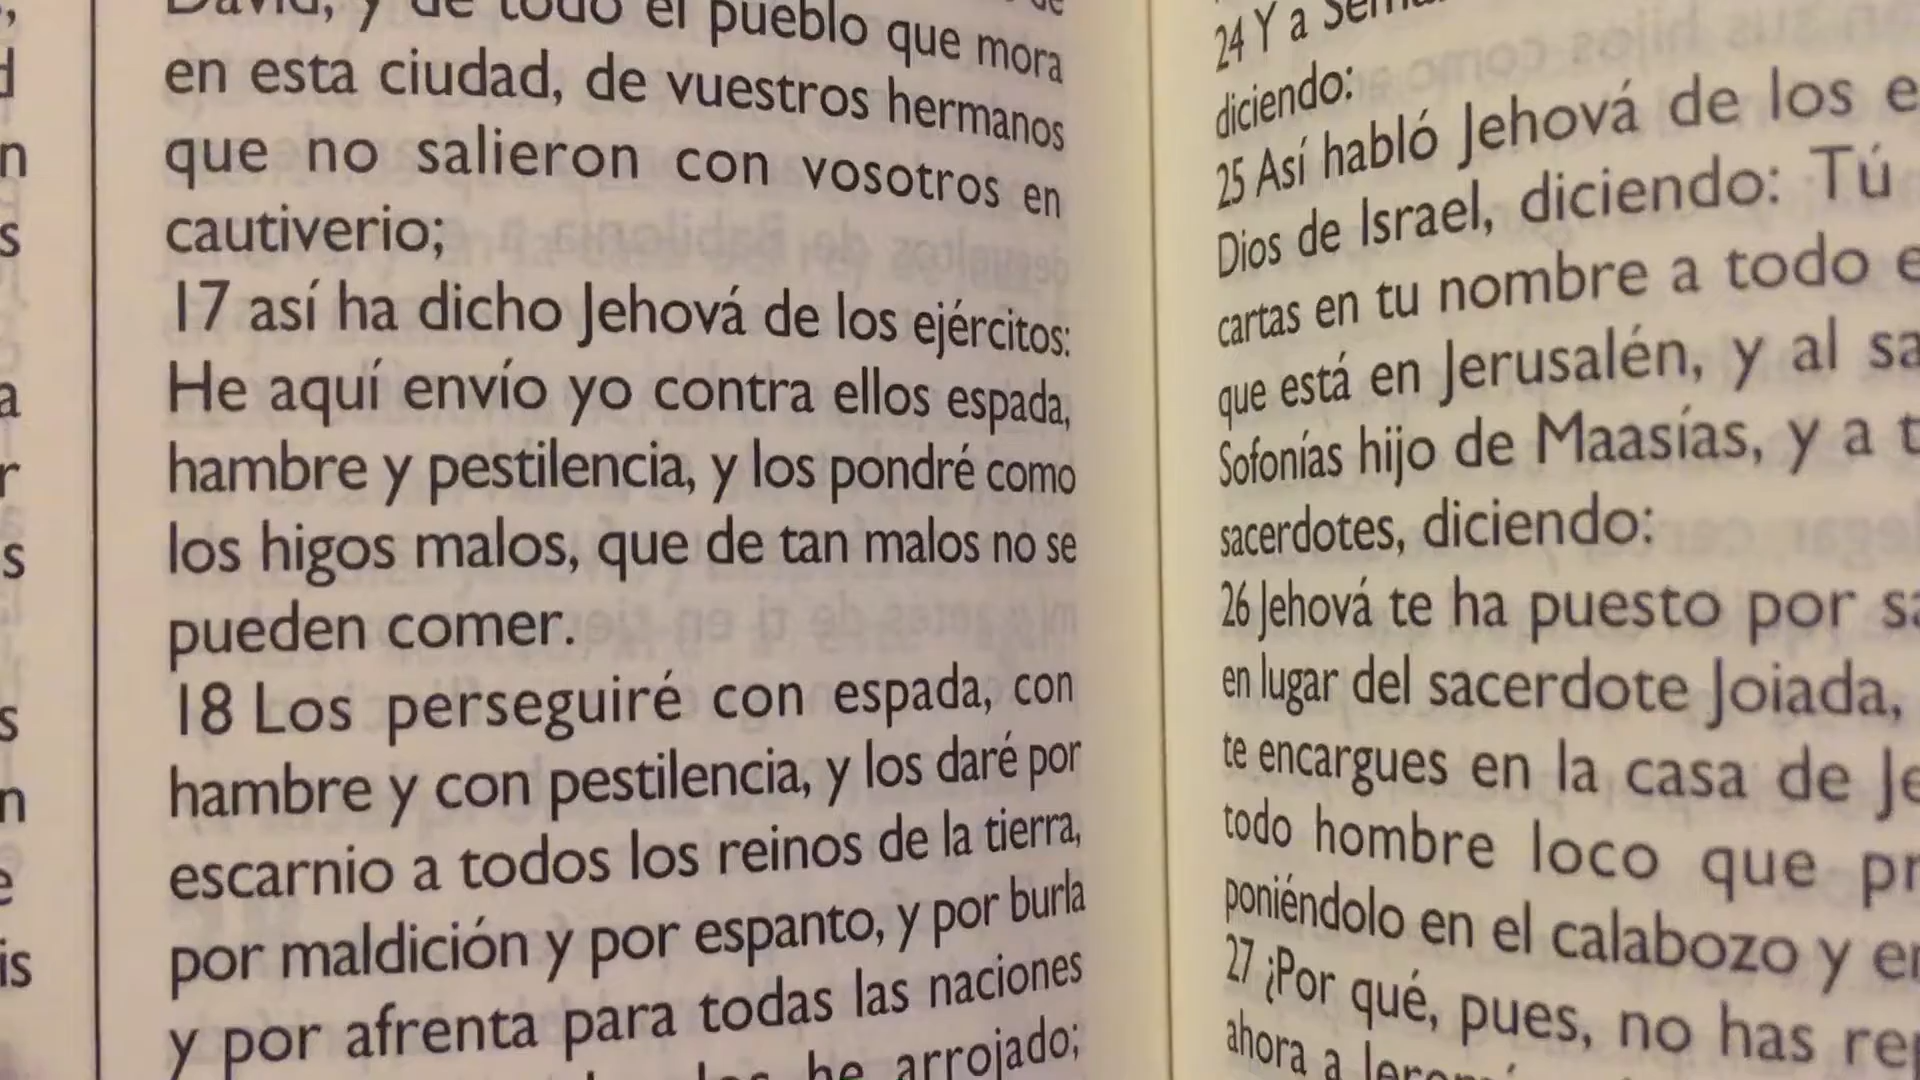 David, y de todo el pueblo que mora
en esta ciudad, de vuestros hermanos
que no salieron con vosotros en
cautiverio;
17 así ha dicho Jehová de los ejércitos:
He aquí envío yo contra ellos espada,
hambre y pestilencia, y los pondré como
los higos malos, que de tan malos no se
pueden comer.
18 Los perseguiré con espada, con
hambre y con pestilencia, y los daré por
escarnio a todos los reinos de la tierra,
por maldición y por espanto, y por burla
y por afrenta para todas las naciones
he arrojado;
24 Y a
diciendo:
25 Así habló Jehová de los
Dios de Israel, diciendo: Tú
cartas en tu nombre a todo
que está en Jerusalén, y al
Sofonías hijo de Maasías, y a
sacerdotes, diciendo:
26 Jehová te ha puesto por
en lugar del sacerdote Joiada,
te encargues en la casa de
todo hombre loco que
poniéndolo en el calabozo y
27 ¿Por qué, pues, no has
ahora a